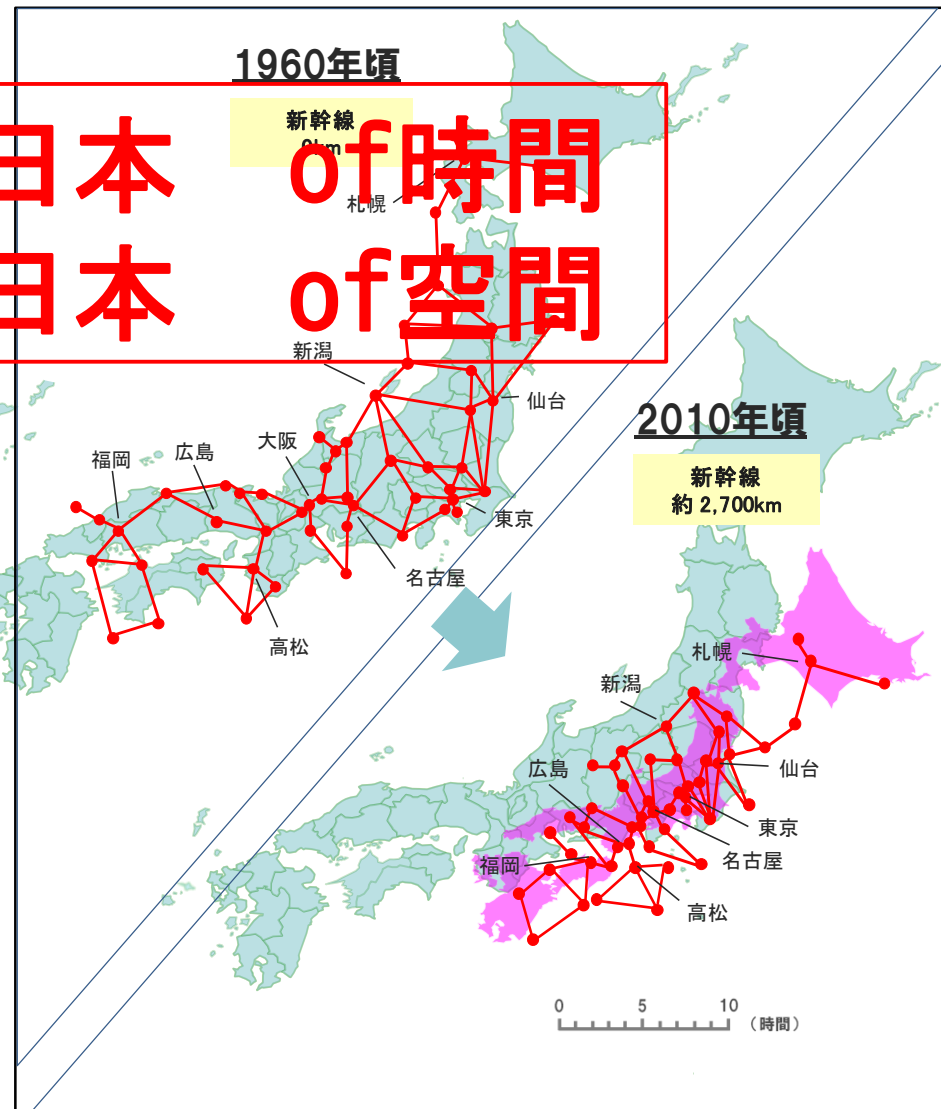 1960年頃
新幹線
0km
日本 of時間
日本 of空間
札幌
新潟
仙台
大阪
広島
福岡
東京
名古屋
高松
2010年頃
新幹線
約 2,700km
札幌
新潟
仙台
広島
東京
名古屋
福岡
高松
0 5 10
（時間）